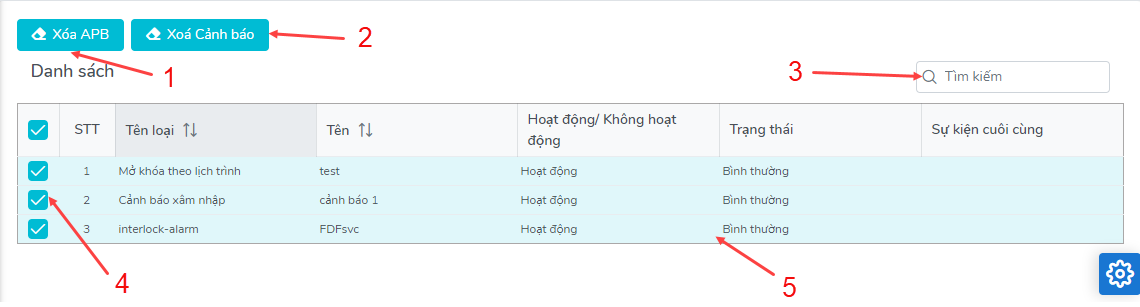 Xóa APB
Xoá Cảnh báo
2
Danh sách
1
3
Tìm kiếm
STT
Tên loại
Tên
Hoạt động/ Không hoạt
động
Trạng thái
Sự kiện cuối cùng
1 Mở khóa theo lịch trình test Hoạt động Bình thường
2 Cảnh báo xâm nhập cảnh báo 1 Hoạt động Bình thường
3 interlock-alarm FDFsvc Hoạt động Bình thường
4
5